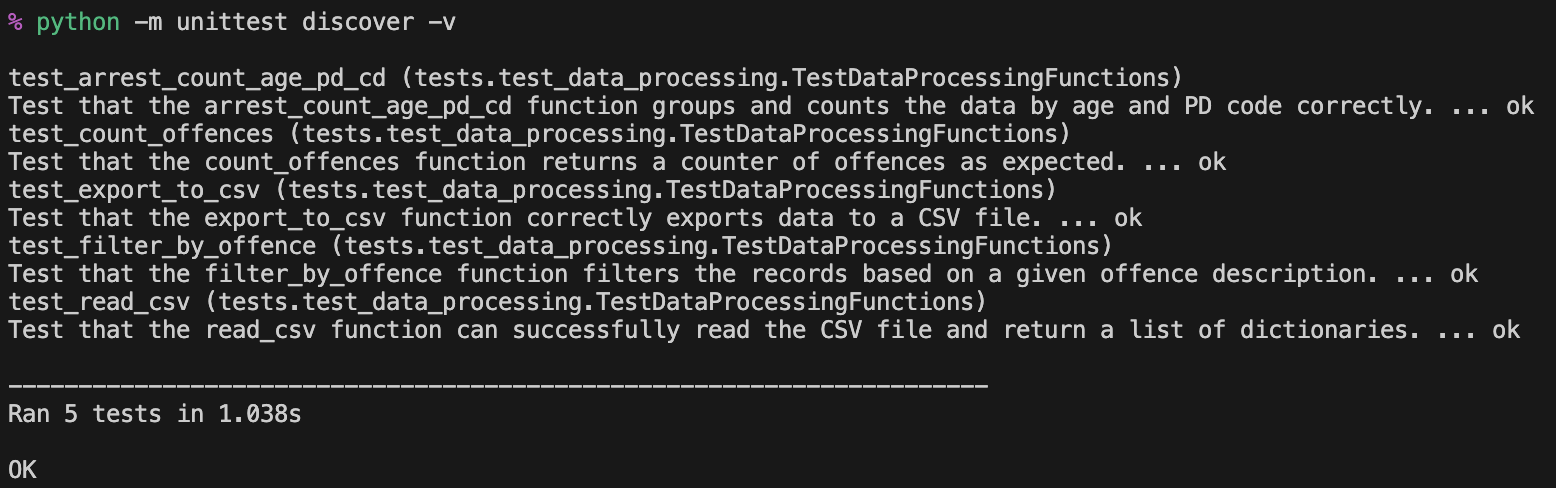 % python -m unittest discover -v
test_arrest_count_age_pd_cd (tests.test_data_processing.TestDataProcessingFunctions)
Test that the arrest_count_age_pd_cd function groups and counts the data by age and PD code correctly. ... ok
test_count_offences (tests.test_data_processing.TestDataProcessingFunctions)
Test that the count_offences function returns a counter of offences as expected. ... ok
test_export_to_csv (tests.test_data_processing.TestDataProcessingFunctions)
Test that the export_to_csv function correctly exports data to a CSV file. ... ok
test_filter_by_offence (tests.test_data_processing.TestDataProcessingFunctions)
Test that the filter_by_offence function filters the records based on a given offence description. ... ok
test_read_csv (tests.test_data_processing.TestDataProcessingFunctions)
Test that the read_csv function can successfully read the CSV file and return a list of dictionaries. ... ok
----------------------------------------------------------------------
Ran 5 tests in 1.038s
OK